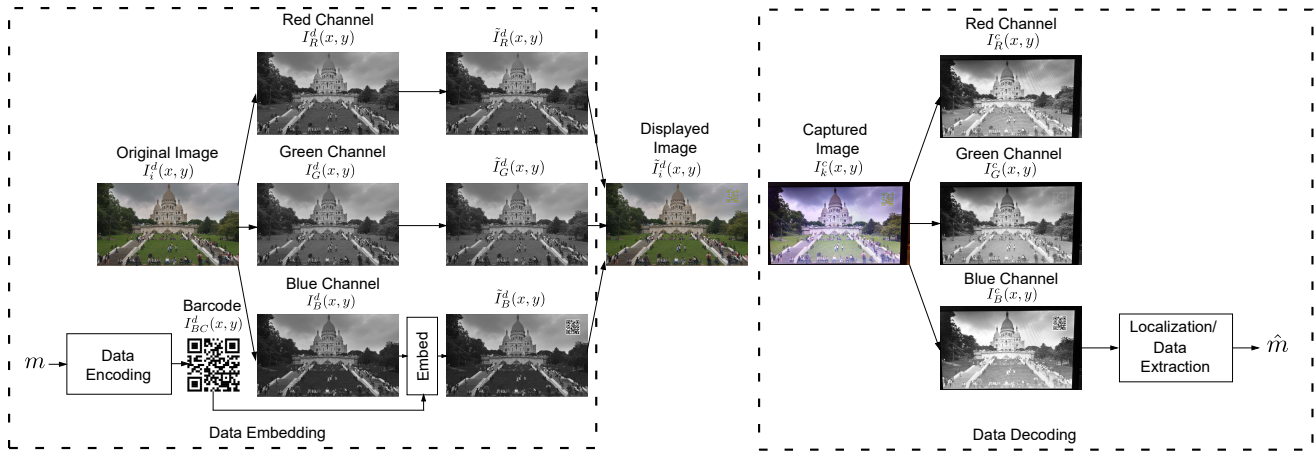 Red Channel
$I_R^d(x, y)$
$\tilde{I}_R^d(x, y)$
Original Image
$I_i^d(x, y)$
Green Channel
$I_G^d(x, y)$
$\tilde{I}_G^d(x, y)$
Displayed
Image
$\tilde{I}_i^d(x, y)$
Blue Channel
$I_B^d(x, y)$
$\tilde{I}_B^d(x, y)$
Barcode
$I_{BC}^d(x, y)$
$m$
Data
Encoding
Embed
Data Embedding
Captured
Image
$I_k^c(x, y)$
Red Channel
$I_R^c(x, y)$
Green Channel
$I_G^c(x, y)$
Blue Channel
$I_B^c(x, y)$
Localization/
Data
Extraction
$\hat{m}$
Data Decoding